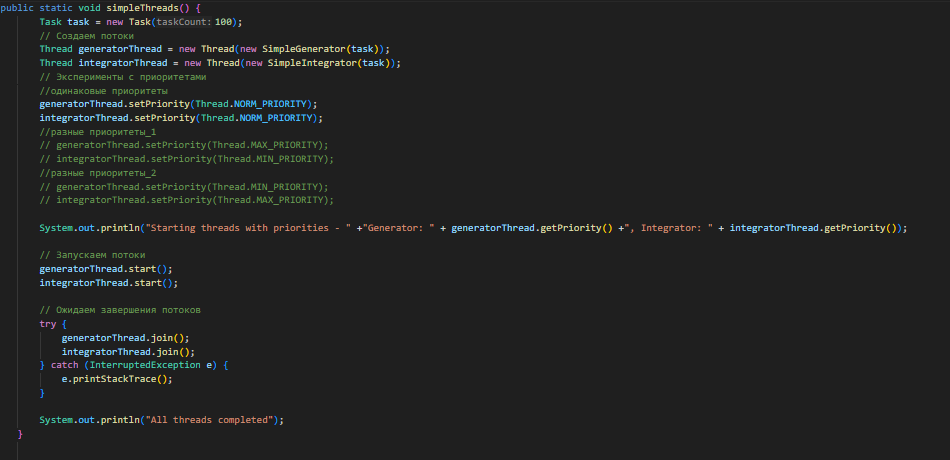 public static void simpleThreads() {
Task task = new Task(taskCount: 100);
// Создаем потоки
Thread generatorThread = new Thread(new SimpleGenerator(task));
Thread integratorThread = new Thread(new SimpleIntegrator(task));
// Эксперименты с приоритетами
//одинаковые приоритеты
generatorThread.setPriority(Thread.NORM_PRIORITY);
integratorThread.setPriority(Thread.NORM_PRIORITY);
//разные приоритеты_1
// generatorThread.setPriority(Thread.MAX_PRIORITY);
// integratorThread.setPriority(Thread.MIN_PRIORITY);
//разные приоритеты_2
// generatorThread.setPriority(Thread.MIN_PRIORITY);
// integratorThread.setPriority(Thread.MAX_PRIORITY);
System.out.println("Starting threads with priorities - " +"Generator: " + generatorThread.getPriority() +", Integrator: " + integratorThread.getPriority());
// Запускаем потоки
generatorThread.start();
integratorThread.start();
// Ожидаем завершения потоков
try {
generatorThread.join();
integratorThread.join();
} catch (InterruptedException e) {
e.printStackTrace();
}
System.out.println("All threads completed");
}